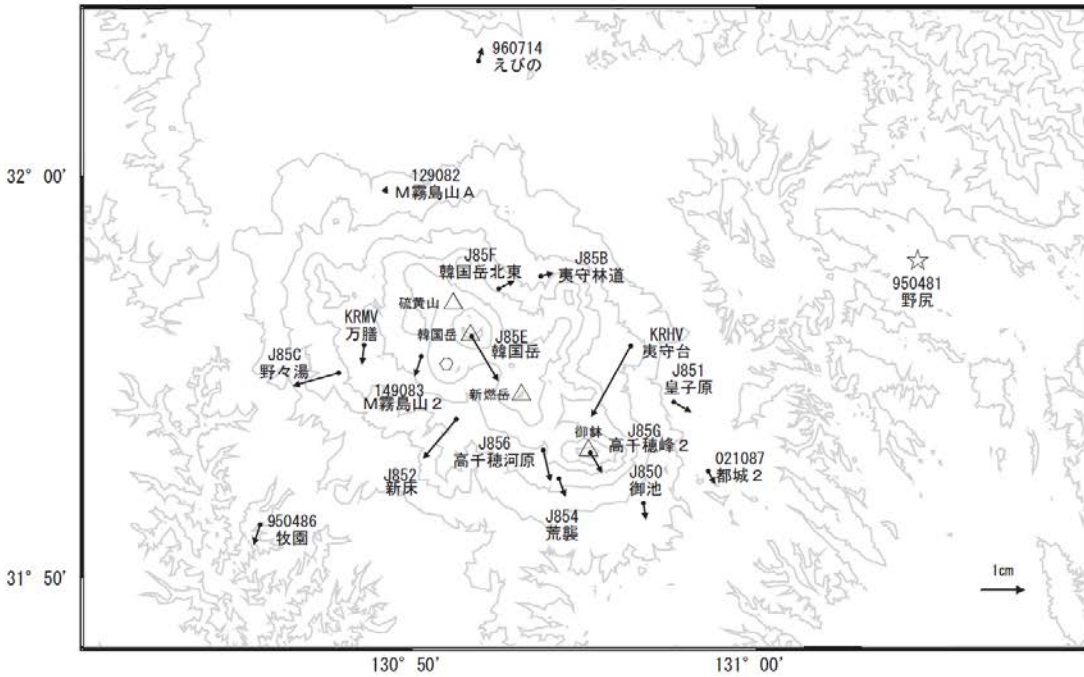 960714
えびの
32° 00'
129082
M霧島山A
J85F
韓国岳北東
J85B
夷守林道
950481
野尻
硫黄山
KRMV
万膳
韓国岳
J85E
韓国岳
KRHV
夷守台
J85C
野々湯
J851
皇子原
149083
M霧島山2
新燃岳
御鉢
J85G
高千穂峰2
J856
高千穂河原
021087
都城2
J852
新床
J850
御池
J854
荒襲
950486
牧園
31° 50'
1cm
130° 50'
131° 00'